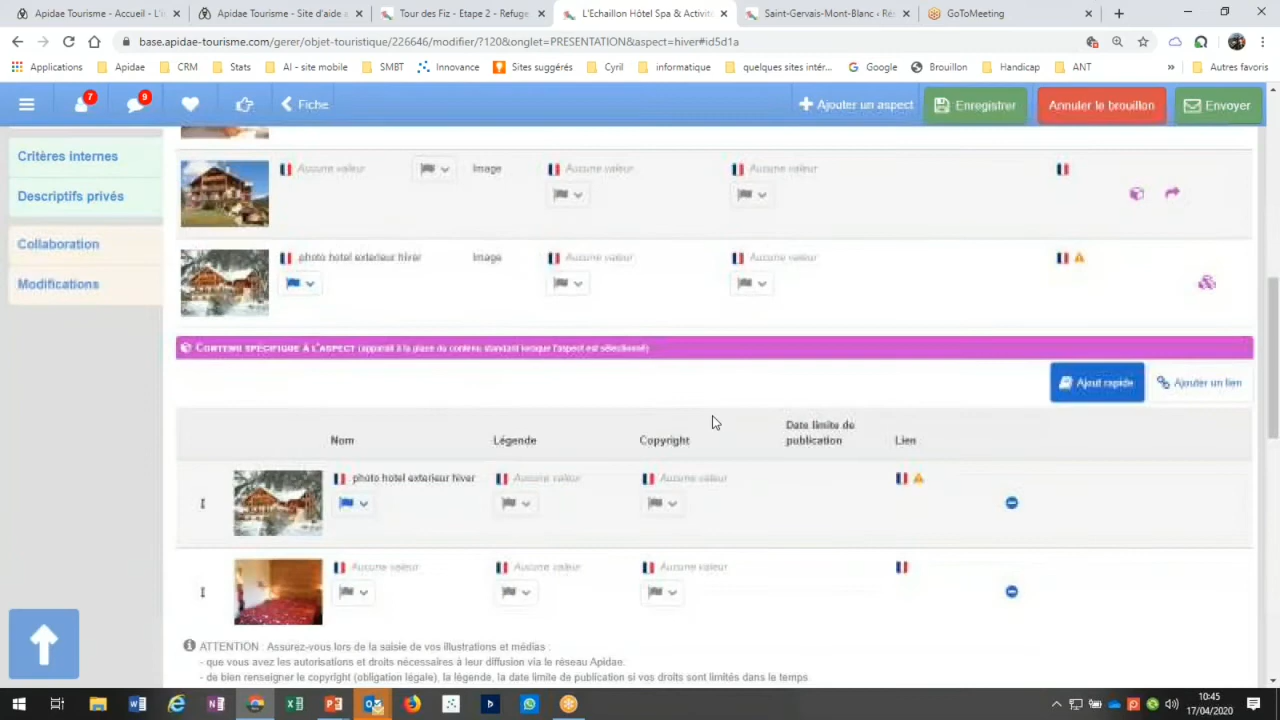 Apidae Tourisme - Accueil - L'i
Apidae Tourisme - Site d'aide
Tour des Fiz - Etape 2 - Refuge
L'Echaillon Hôtel Spa & Activité
Saint-Gervais-Mont-Blanc : Rés
GoToMeeting
base.apidae-tourisme.com/gerer/objet-touristique/226646/modifier/?120&onglet=PRESENTATION&aspect=hiver#id5d1a
Applications Apidae CRM Stats AI - site mobile SMBT Innovance Sites suggérés Cyril informatique quelques sites intér... Google Brouillon Handicap ANT » Autres favoris
7 9 Fiche Ajouter un aspect Enregistrer Annuler le brouillon Envoyer
Critères internes
Descriptifs privés
Collaboration
Modifications
Aucune valeur Image Aucune valeur Aucune valeur
photo hotel exterieur hiver Image Aucune valeur Aucune valeur
CONTENU SPÉCIFIQUE À L'ASPECT (apparaît à la place du contenu standard lorsque l'aspect est sélectionné)
Ajout rapide Ajouter un lien
Nom Légende Copyright Date limite de publication Lien
photo hotel exterieur hiver Aucune valeur Aucune valeur
Aucune valeur Aucune valeur Aucune valeur
ATTENTION : Assurez-vous lors de la saisie de vos illustrations et médias :
- que vous avez les autorisations et droits nécessaires à leur diffusion via le réseau Apidae.
- de bien renseigner le copyright (obligation légale), la légende, la date limite de publication si vos droits sont limités dans le temps.
10:45
17/04/2020